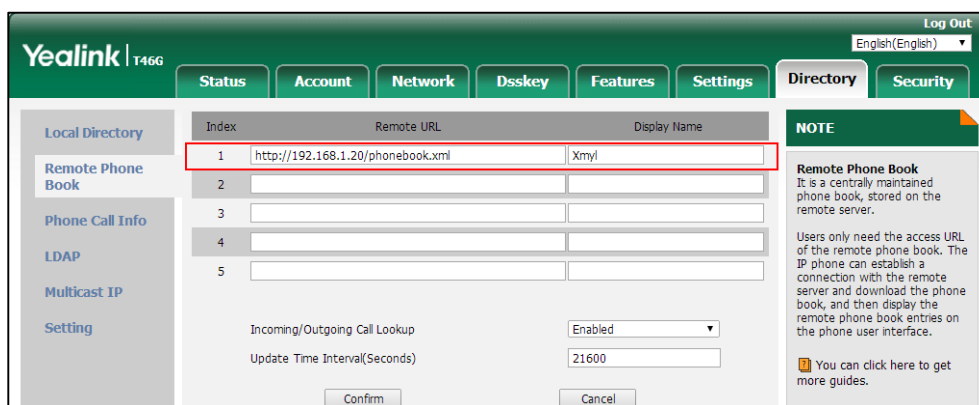 Log Out
Yealink T46G
English(English)
Status Account Network Dsskey Features Settings Directory Security
Local Directory
Remote Phone
Book
Phone Call Info
LDAP
Multicast IP
Setting
Index Remote URL Display Name
1 http://192.168.1.20/phonebook.xml Xmyl
2
3
4
5
Incoming/Outgoing Call Lookup Enabled
Update Time Interval(Seconds) 21600
Confirm Cancel
NOTE
Remote Phone Book
It is a centrally maintained
phone book, stored on the
remote server.
Users only need the access URL
of the remote phone book. The
IP phone can establish a
connection with the remote
server and download the phone
book, and then display the
remote phone book entries on
the phone user interface.
You can click here to get
more guides.